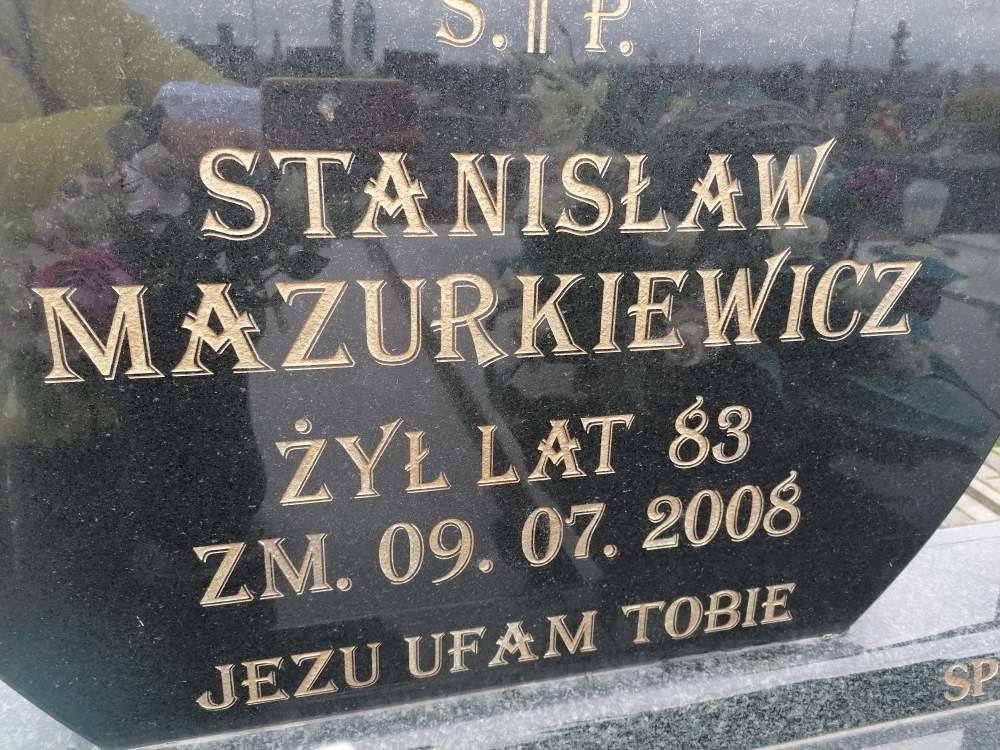 Ś. P.
STANISŁAW
MAZURKIEWICZ
ŻYŁ LAT 83
ZM. 09. 07. 2008
JEZU UFAM TOBIE